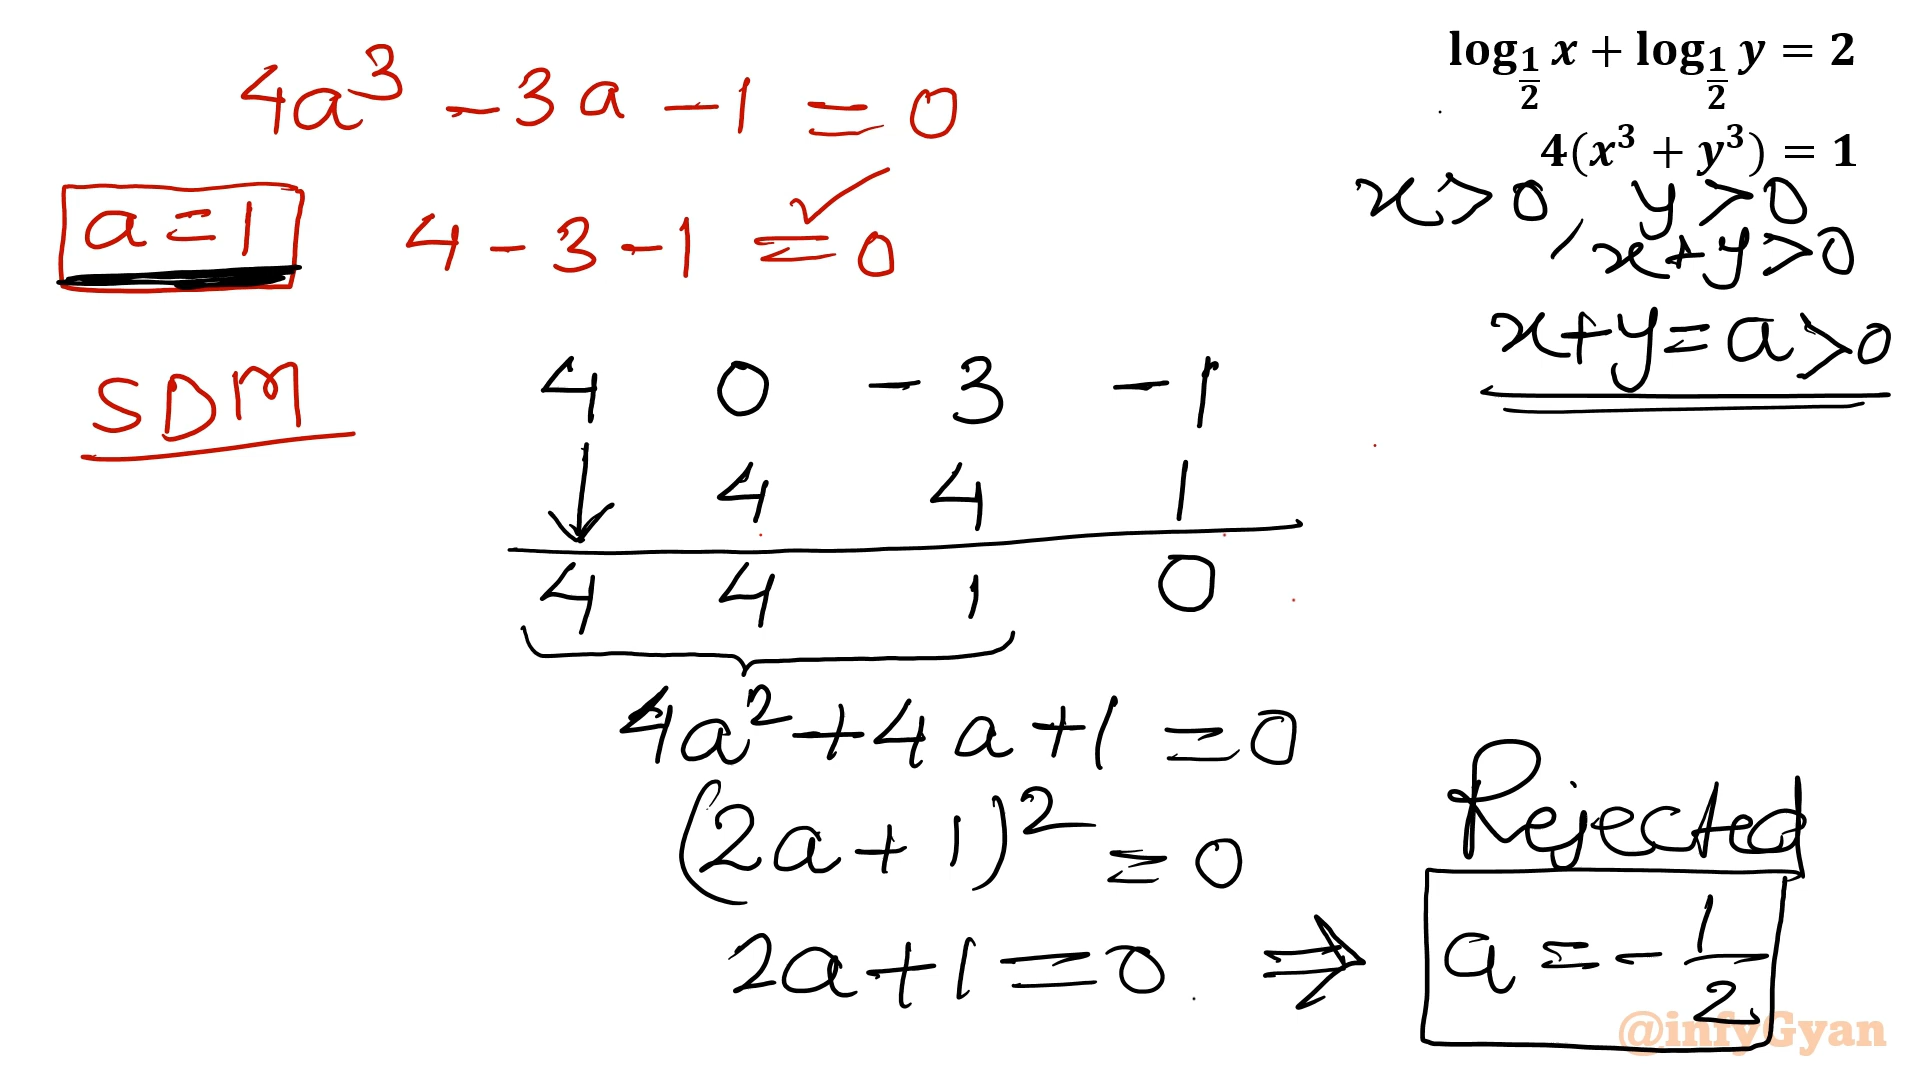 4a³ - 3a - 1 = 0
a = 1
4 - 3 - 1 = 0 ✓
SDM
4 0 -3 -1
↓ 4 4 1
4 4 1 0
4a² + 4a + 1 = 0
(2a + 1)² = 0
2a + 1 = 0 ⇒ a = -1/2
Rejected
log_{1/2} x + log_{1/2} y = 2
4(x³ + y³) = 1
x > 0, y > 0
, x + y > 0
x + y = a > 0
@infyGyan